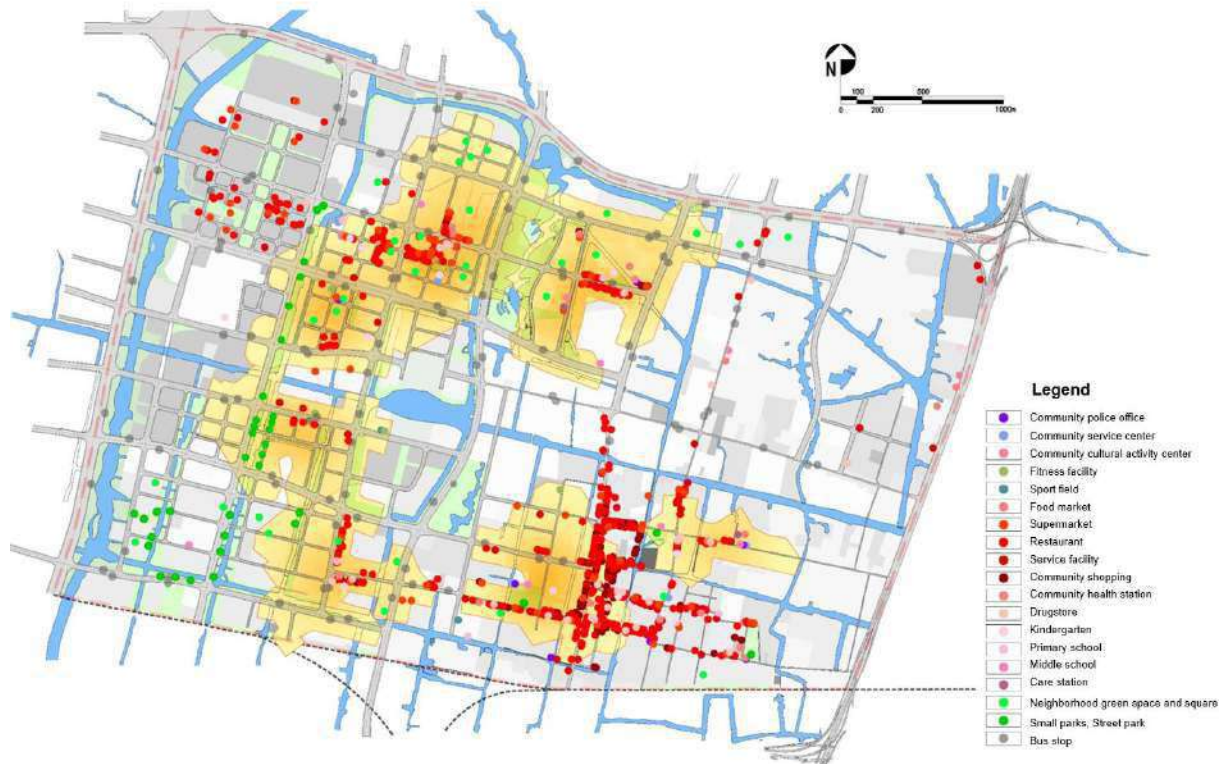 N
100
500
0
200
1000m
Legend
Community police office
Community service center
Community cultural activity center
Fitness facility
Sport field
Food market
Supermarket
Restaurant
Service facility
Community shopping
Community health station
Drugstore
Kindergarten
Primary school
Middle school
Care station
Neighborhood green space and square
Small parks, Street park
Bus stop